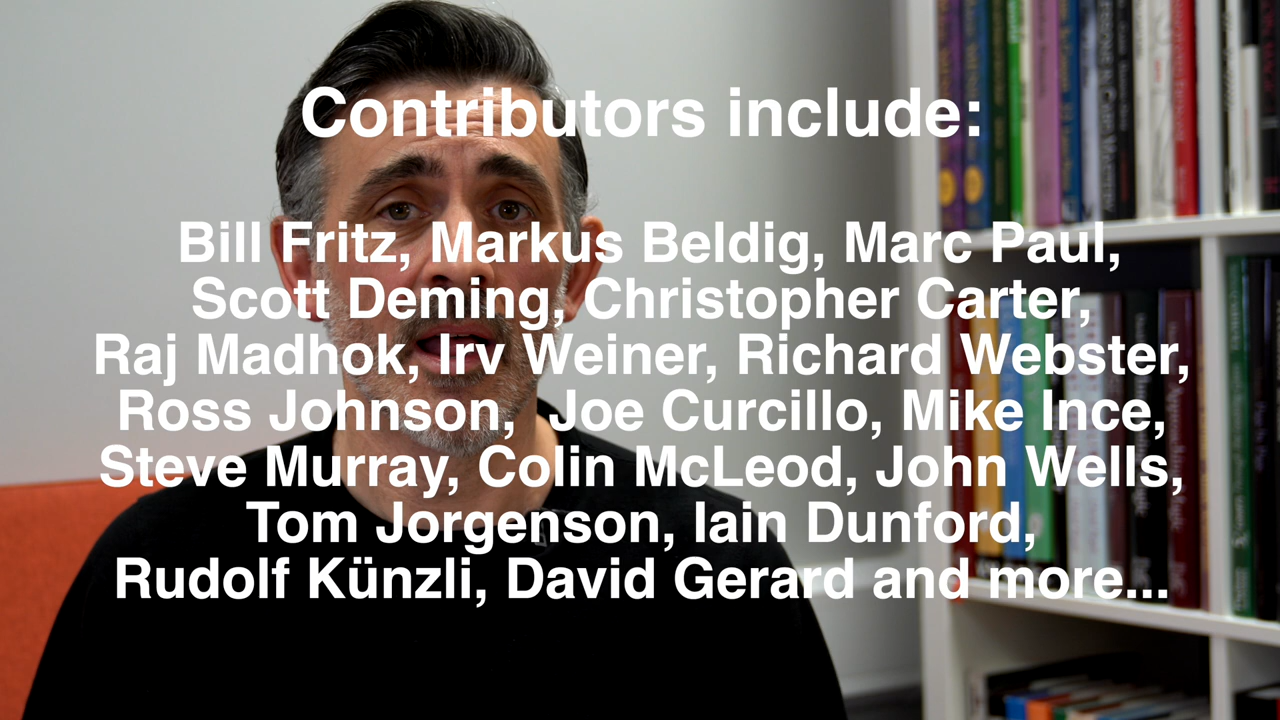 Contributors include:
Bill Fritz, Markus Beldig, Marc Paul,
Scott Deming, Christopher Carter,
Raj Madhok, Irv Weiner, Richard Webster,
Ross Johnson, Joe Curcillo, Mike Ince,
Steve Murray, Colin McLeod, John Wells,
Tom Jorgenson, Iain Dunford,
Rudolf Künzli, David Gerard and more...